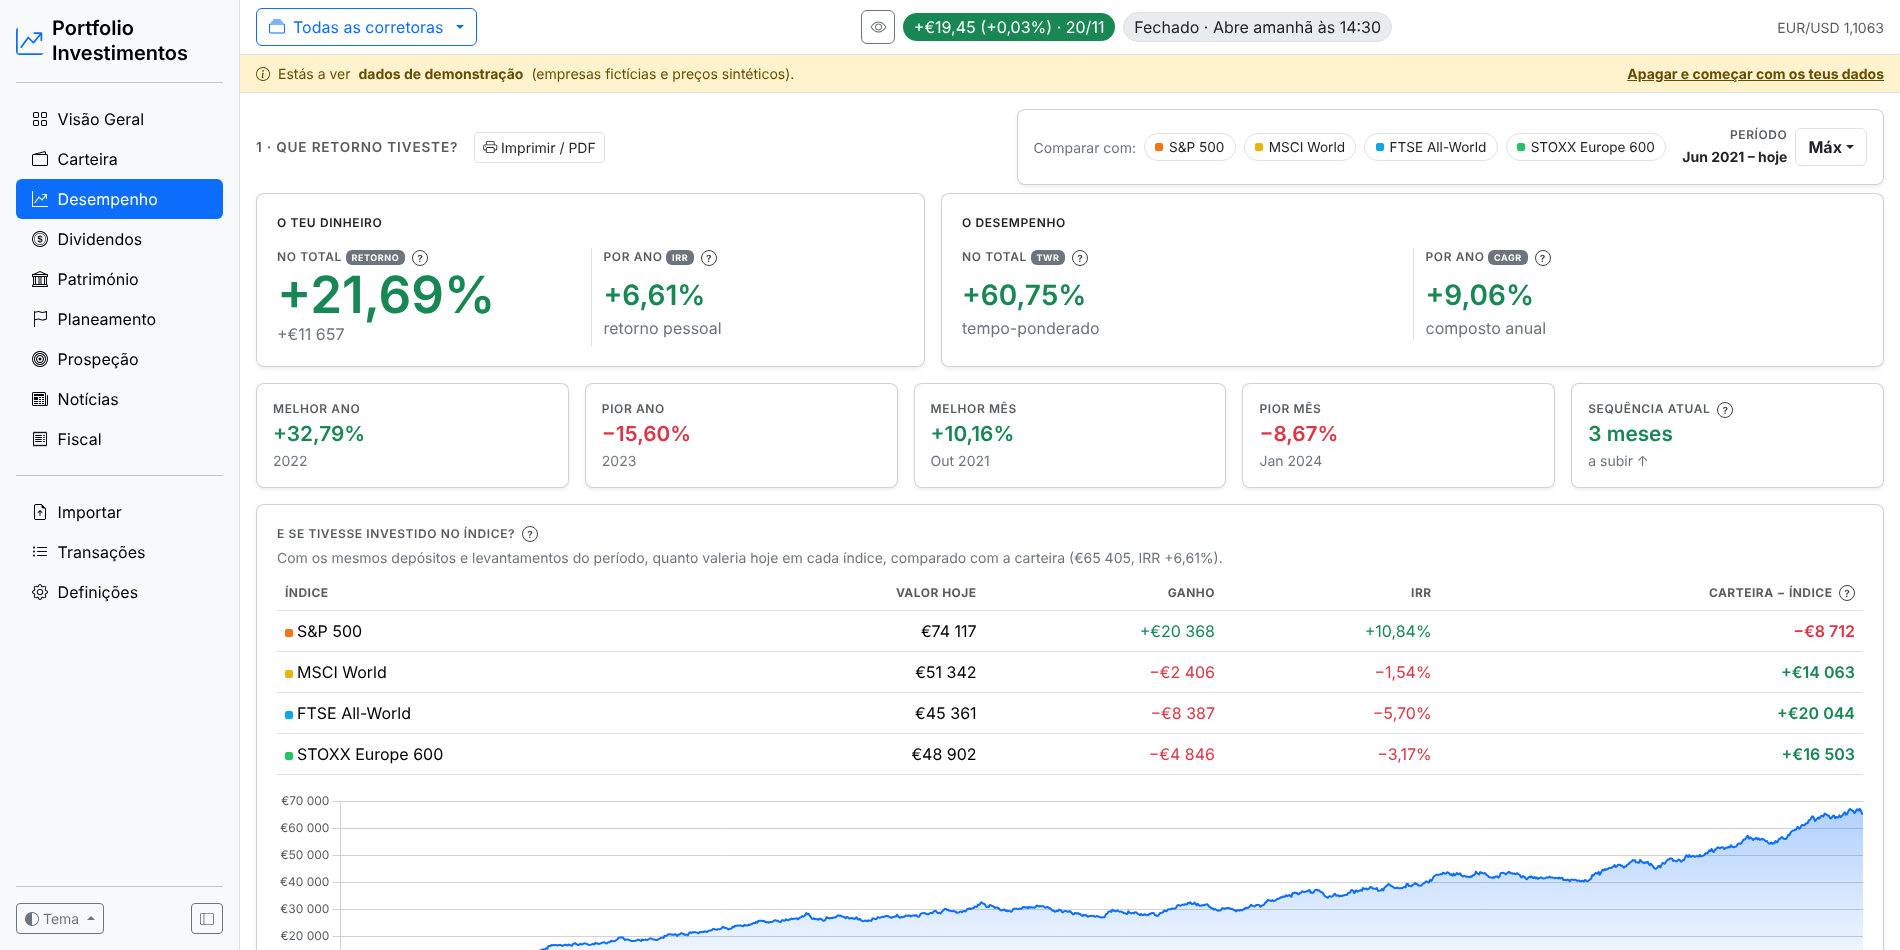 Portfolio
Investimentos
Visão Geral
Carteira
Desempenho
Dividendos
Património
Planeamento
Prospeção
Notícias
Fiscal
Importar
Transações
Definições
Tema
Todas as corretoras
+€19,45 (+0,03%) · 20/11
Fechado · Abre amanhã às 14:30
EUR/USD 1,1063
Estás a ver dados de demonstração (empresas fictícias e preços sintéticos).
Apagar e começar com os teus dados
1 · QUE RETORNO TIVESTE?
Imprimir / PDF
Comparar com:
S&P 500
MSCI World
FTSE All-World
STOXX Europe 600
PERÍODO
Jun 2021 – hoje
Máx
O TEU DINHEIRO
NO TOTAL RETORNO ?
+21,69%
+€11 657
POR ANO IRR ?
+6,61%
retorno pessoal
O DESEMPENHO
NO TOTAL TWR ?
+60,75%
tempo-ponderado
POR ANO CAGR ?
+9,06%
composto anual
MELHOR ANO
+32,79%
2022
PIOR ANO
−15,60%
2023
MELHOR MÊS
+10,16%
Out 2021
PIOR MÊS
−8,67%
Jan 2024
SEQUÊNCIA ATUAL ?
3 meses
a subir ↑
E SE TIVESSE INVESTIDO NO ÍNDICE? ?
Com os mesmos depósitos e levantamentos do período, quanto valeria hoje em cada índice, comparado com a carteira (€65 405, IRR +6,61%).
ÍNDICE VALOR HOJE GANHO IRR CARTEIRA − ÍNDICE ?
S&P 500 €74 117 +€20 368 +10,84% −€8 712
MSCI World €51 342 −€2 406 −1,54% +€14 063
FTSE All-World €45 361 −€8 387 −5,70% +€20 044
STOXX Europe 600 €48 902 −€4 846 −3,17% +€16 503
€70 000
€60 000
€50 000
€40 000
€30 000
€20 000